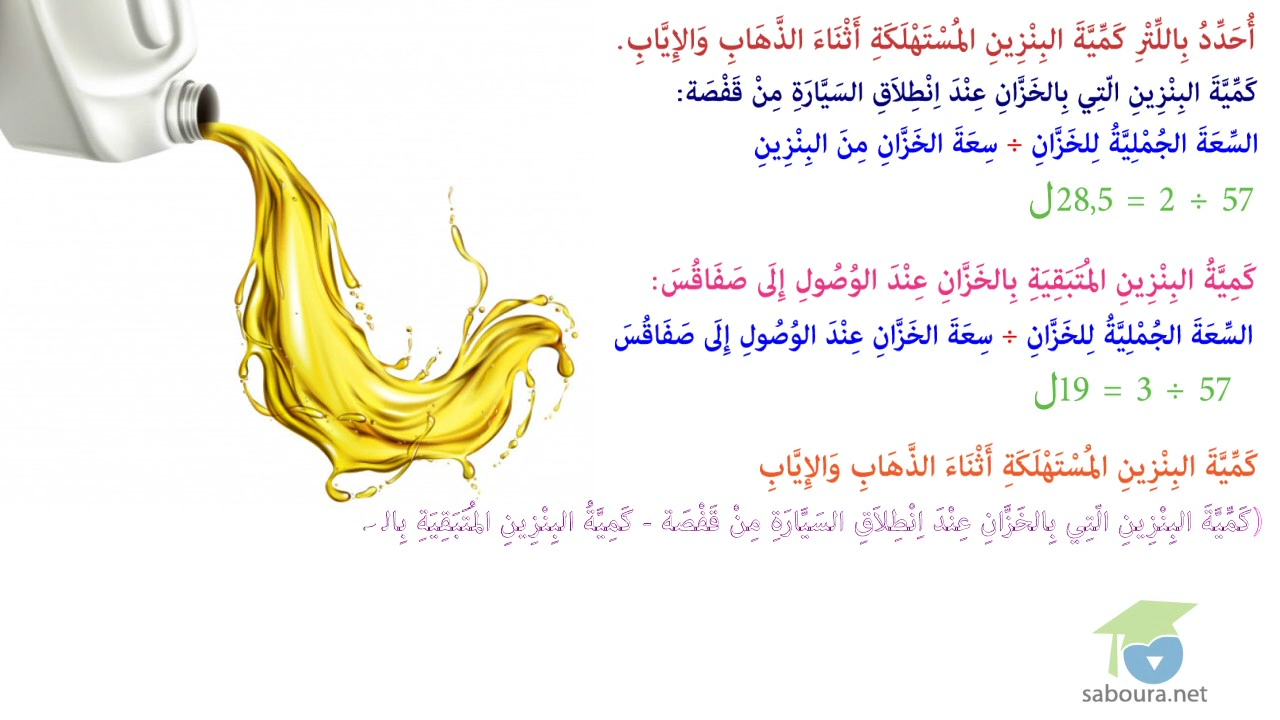 أُحَدِّدُ بِاللِّتْرِ كَمِّيَّةَ البِنْزِينِ المُسْتَهْلَكَةِ أَثْنَاءَ الذَّهَابِ وَالإِيَّابِ.
كَمِّيَّةَ البِنْزِينِ الّتِي بِالخَزَّانِ عِنْدَ اِنْطِلاَقِ السَيَّارَةِ مِنْ قَفْصَة:
السِّعَةَ الجُمْلِيَّةُ لِلخَزَّانِ ÷ سِعَةَ الخَزَّانِ مِنَ البِنْزِينِ
57 ÷ 2 = 28,5ل
كَمِيَّةُ البِنْزِينِ المُتَبَقِيَةِ بِالخَزَّانِ عِنْدَ الوُصُولِ إِلَى صَفَاقُسَ:
السِّعَةَ الجُمْلِيَّةُ لِلخَزَّانِ ÷ سِعَةَ الخَزَّانِ عِنْدَ الوُصُولِ إِلَى صَفَاقُسَ
57 ÷ 3 = 19ل
كَمِّيَّةَ البِنْزِينِ المُسْتَهْلَكَةِ أَثْنَاءَ الذَّهَابِ وَالإِيَّابِ
(كَمِّيَّةَ البِنْزِينِ الّتِي بِالخَزَّانِ عِنْدَ اِنْطِلاَقِ السَيَّارَةِ مِنْ قَفْصَة - كَمِيَّةُ البِنْزِينِ المُتَبَقِيَةِ
saboura.net